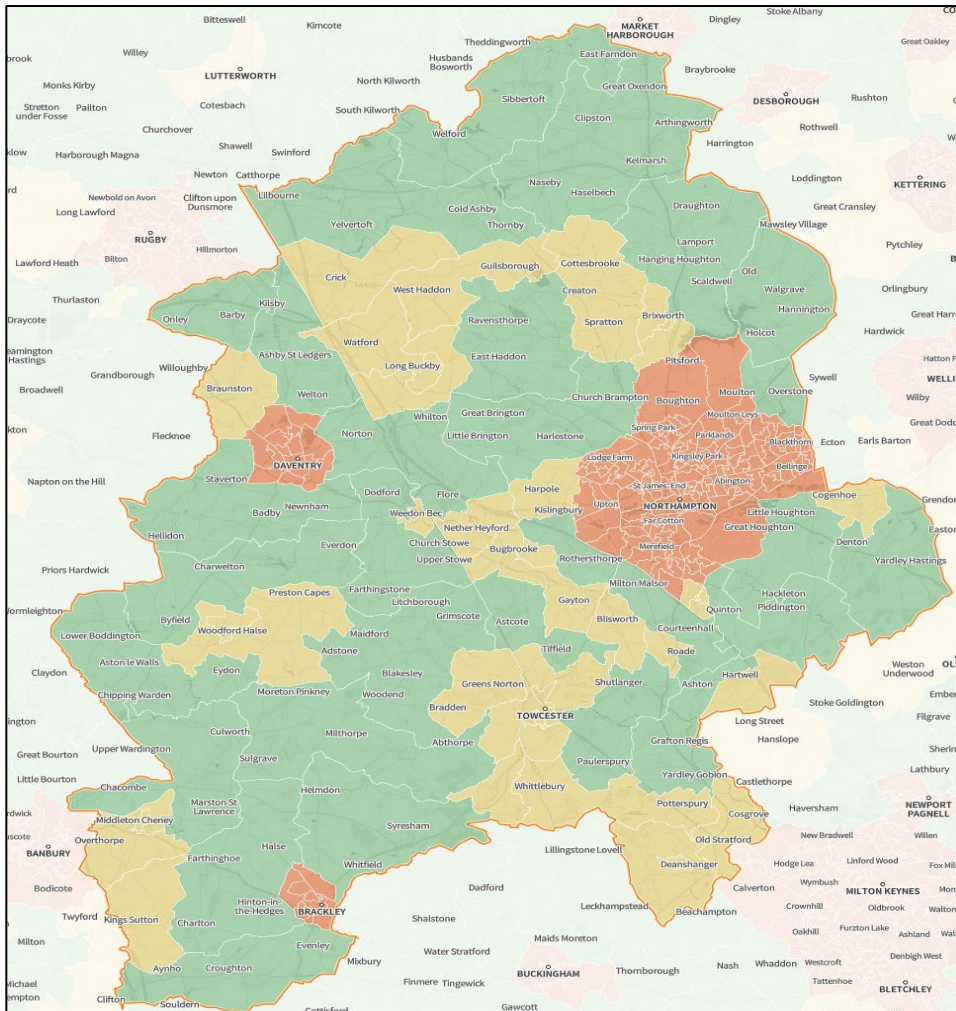 Bitteswell
Kimcote
Stoke Albany
Dingley
MARKET
HARBOROUGH
CO
Great Oakley
Theddingworth
Husbands
Bosworth
East Farndon
brook
Willey
LUTTERWORTH
Monks Kirby
North Kilworth
Great Oxendon
Braybrooke
Stretton
under Fosse
Pailton
Cotesbach
South Kilworth
Sibbertoft
Clipston
DESBOROUGH
Rushton
Churchover
Welford
Arthingworth
Rothwell
Harborough Magna
Shawell
Swinford
Harrington
klow
Newton
Catthorpe
Kelmarsh
Loddington
KETTERING
Newbold on Avon
Clifton upon
Dunsmore
Lilbourne
Naseby
Haselbech
Long Lawford
Cold Ashby
Draughton
Great Cransley
RUGBY
Yelvertoft
Thornby
Mawsley Village
Lawford Heath
Bilton
Hillmorton
Lamport
Pytchley
Crick
Guilsborough
Cottesbrooke
Hanging Houghton
Old
Scaldwell
Thurlaston
Kilsby
West Haddon
Creaton
Walgrave
Orlingbury
Draycote
Onley
Barby
Ravensthorpe
Spratton
Brixworth
Hannington
Holcot
Hardwick
eamington
Hastings
Willoughby
Ashby St Ledgers
Watford
East Haddon
Pitsford
Hatton P
Grandborough
Long Buckby
Sywell
WELLI
Broadwell
Braunston
Welton
Church Brampton
Boughton
Moulton
Overstone
Wilby
Flecknoe
Norton
Whilton
Great Brington
Moulton Leys
Great Dodd
Little Brington
Harlestone
Spring Park
Parklands
Blackthorn
Ecton
Earls Barton
DAVENTRY
Lodge Farm
Kingsley Park
Bellinge
Napton on the Hill
Staverton
Dodford
Flore
Harpole
St James-End
Abington
Cogenhoe
Grendon
Badby
Newnham
Weedon Bec
Kislingbury
Upton
NORTHAMPTON
Little Houghton
Hellidon
Nether Heyford
Far Cotton
Great Houghton
Easton
Everdon
Church Stowe
Bugbrooke
Merefield
Denton
Priors Hardwick
Charwelton
Upper Stowe
Rothersthorpe
Yardley Hastings
Milton Malsor
Farthingstone
Hackleton
Preston Capes
Litchborough
Gayton
Quinton
Piddington
Wormleighton
Byfield
Grimscote
Astcote
Blisworth
Courteenhall
Lower Boddington
Woodford Halse
Maidford
Tiffield
Roade
Claydon
Aston le Walls
Eydon
Adstone
Blakesley
Weston
Underwood
OL
Chipping Warden
Moreton Pinkney
Woodend
Greens Norton
Shutlanger
Ashton
Hartwell
Stoke Goldington
Bradden
TOWCESTER
Long Street
Culworth
Milthorpe
Filgrave
Great Bourton
Upper Wardington
Abthorpe
Grafton Regis
Hanslope
Sulgrave
Paulerspury
Lathbury
Little Bourton
Chacombe
Helmdon
Whittlebury
Yardley Gobion
Castlethorpe
Marston St
Lawrence
Potterspury
Cosgrove
Haversham
NEWPORT
PAGNELL
Middleton Cheney
Syresham
Overthorpe
Halse
Old Stratford
New Bradwell
Willen
BANBURY
Farthinghoe
Whitfield
Lillingstone Lovell
Deanshanger
Hodge Lea
Linford Wood
Fox Mil
Bodicote
Dadford
Calverton
Wymbush
MILTON KEYNES
Hinton-in
the-Hedges
BRACKLEY
Leckhampstead
Beachampton
Crownhill
Oldbrook
Walton
Twyford
Kings Sutton
Charlton
Shalstone
Oakhill
Furzton Lake
Ashland
Milton
Evenley
Maids Moreton
Denbigh West
Aynho
Croughton
Mixbury
Water Stratford
Nash
Whaddon
Westcroft
Michael
BUCKINGHAM
Thornborough
Tattenhoe
Finmere
Tingewick
BLETCHLEY
Clifton
Souldern
Gawcott